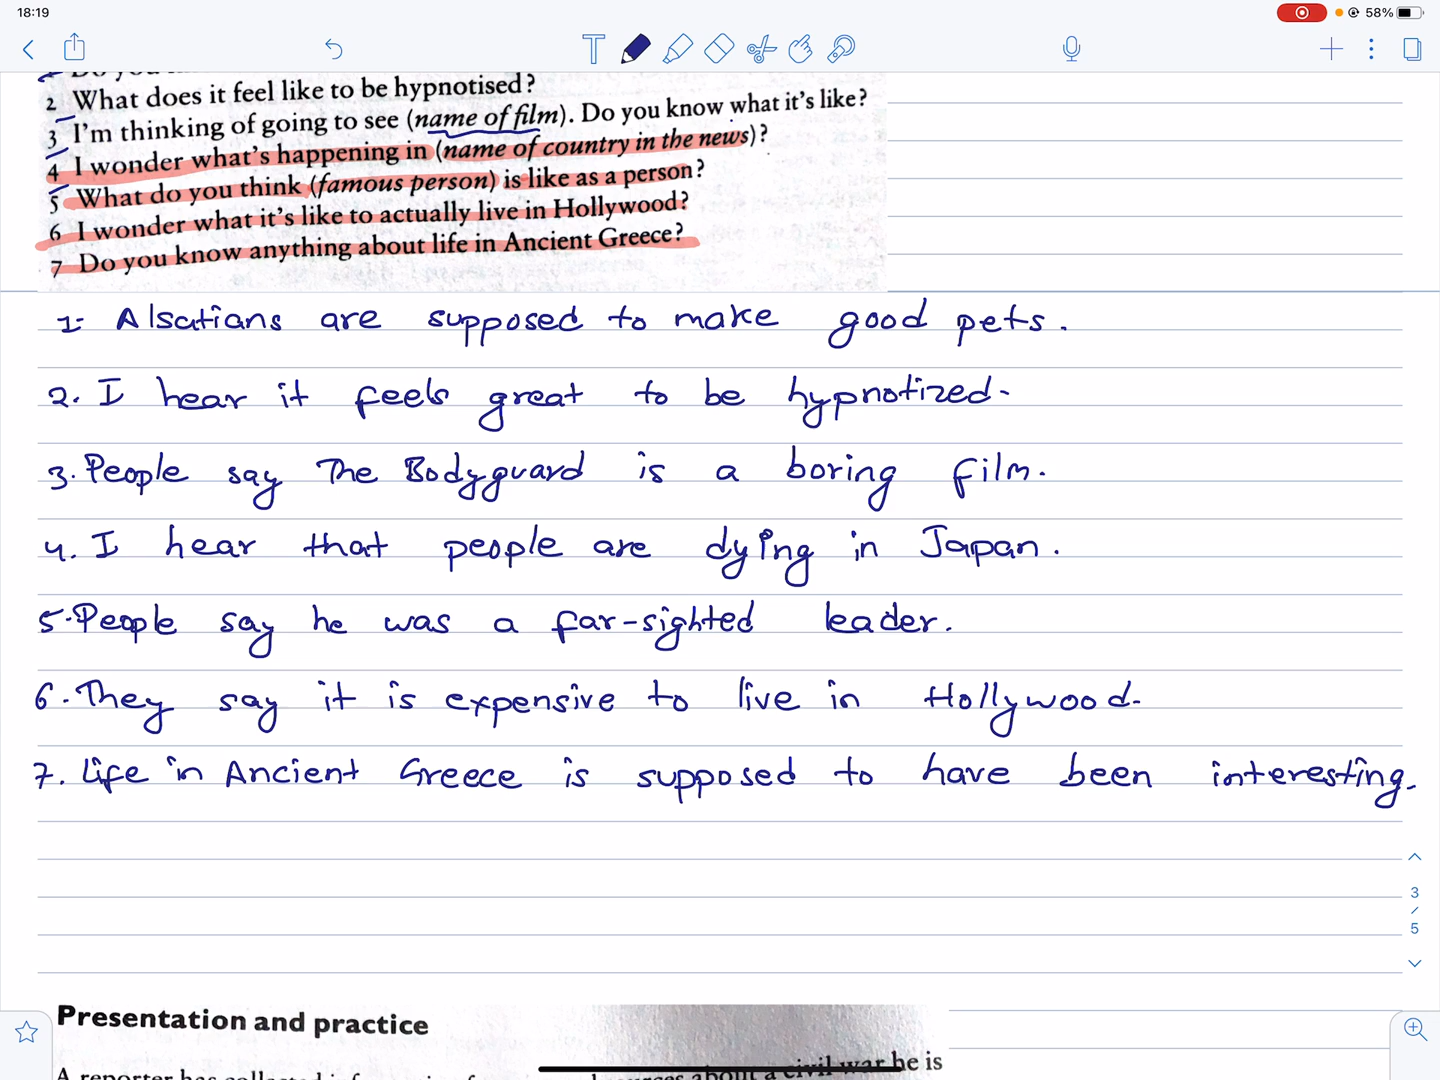 18:19
58%
2 What does it feel like to be hypnotised?
3 I'm thinking of going to see (name of film). Do you know what it's like?
4 I wonder what's happening in (name of country in the news)?
5 What do you think (famous person) is like as a person?
6 I wonder what it's like to actually live in Hollywood?
7 Do you know anything about life in Ancient Greece?
1- Alsatians are supposed to make good pets.
2. I hear it feels great to be hypnotized-
3. People say The Bodyguard is a boring film.
4. I hear that people are dying in Japan.
5. People say he was a far-sighted leader.
6. They say it is expensive to live in Hollywood-
7. Life in Ancient Greece is supposed to have been interesting.
3
/
5
Presentation and practice
A reporter has about a civil war he is